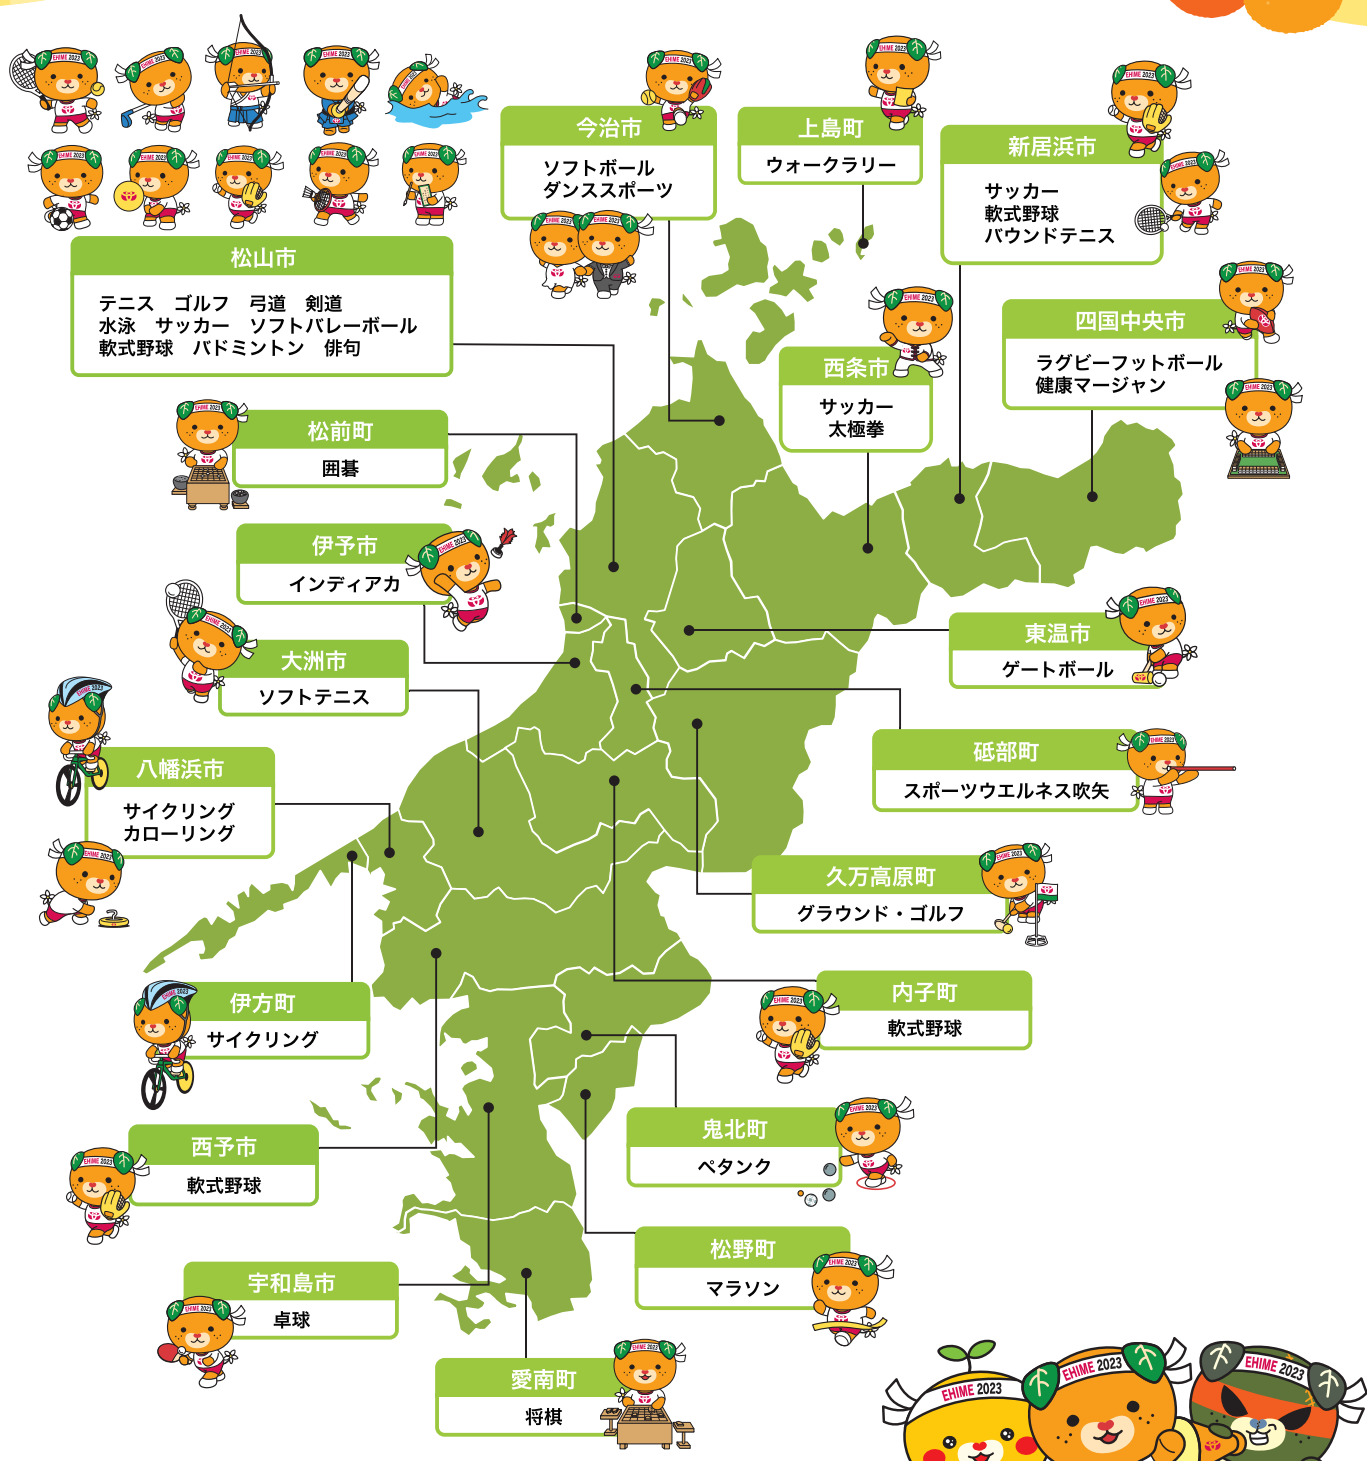 松山市
テニス　ゴルフ　弓道　剣道
水泳　サッカー　ソフトバレーボール
軟式野球　バドミントン　俳句
今治市
ソフトボール
ダンススポーツ
上島町
ウォークラリー
新居浜市
サッカー
軟式野球
バウンドテニス
四国中央市
ラグビーフットボール
健康マージャン
西条市
サッカー
太極拳
松前町
囲碁
伊予市
インディアカ
大洲市
ソフトテニス
八幡浜市
サイクリング
カローリング
伊方町
サイクリング
西予市
軟式野球
宇和島市
卓球
愛南町
将棋
東温市
ゲートボール
砥部町
スポーツウエルネス吹矢
久万高原町
グラウンド・ゴルフ
内子町
軟式野球
鬼北町
ペタンク
松野町
マラソン
EHIME 2023
EHIME 2023
EHIME 2023